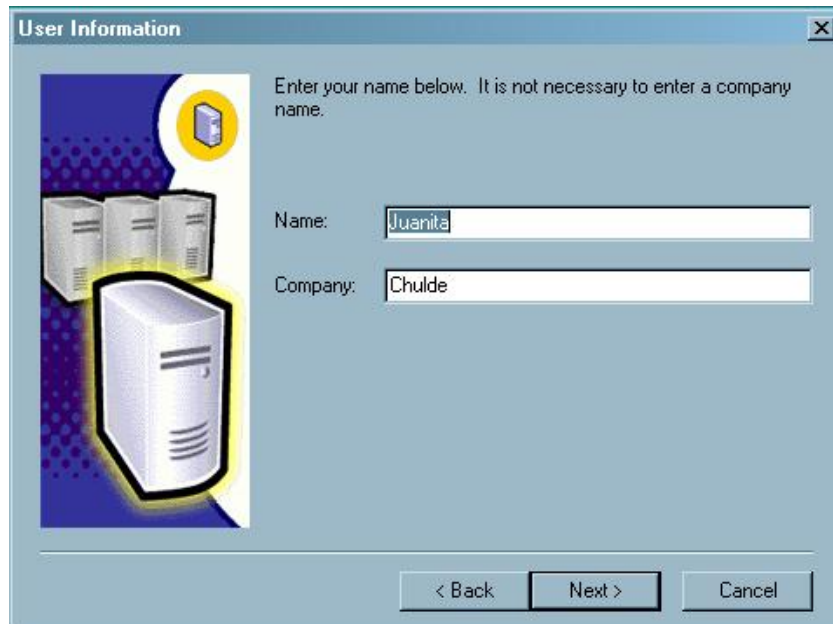 User Information
Enter your name below.  It is not necessary to enter a company
name.
Name: Juanita
Company: Chulde
< Back Next > Cancel